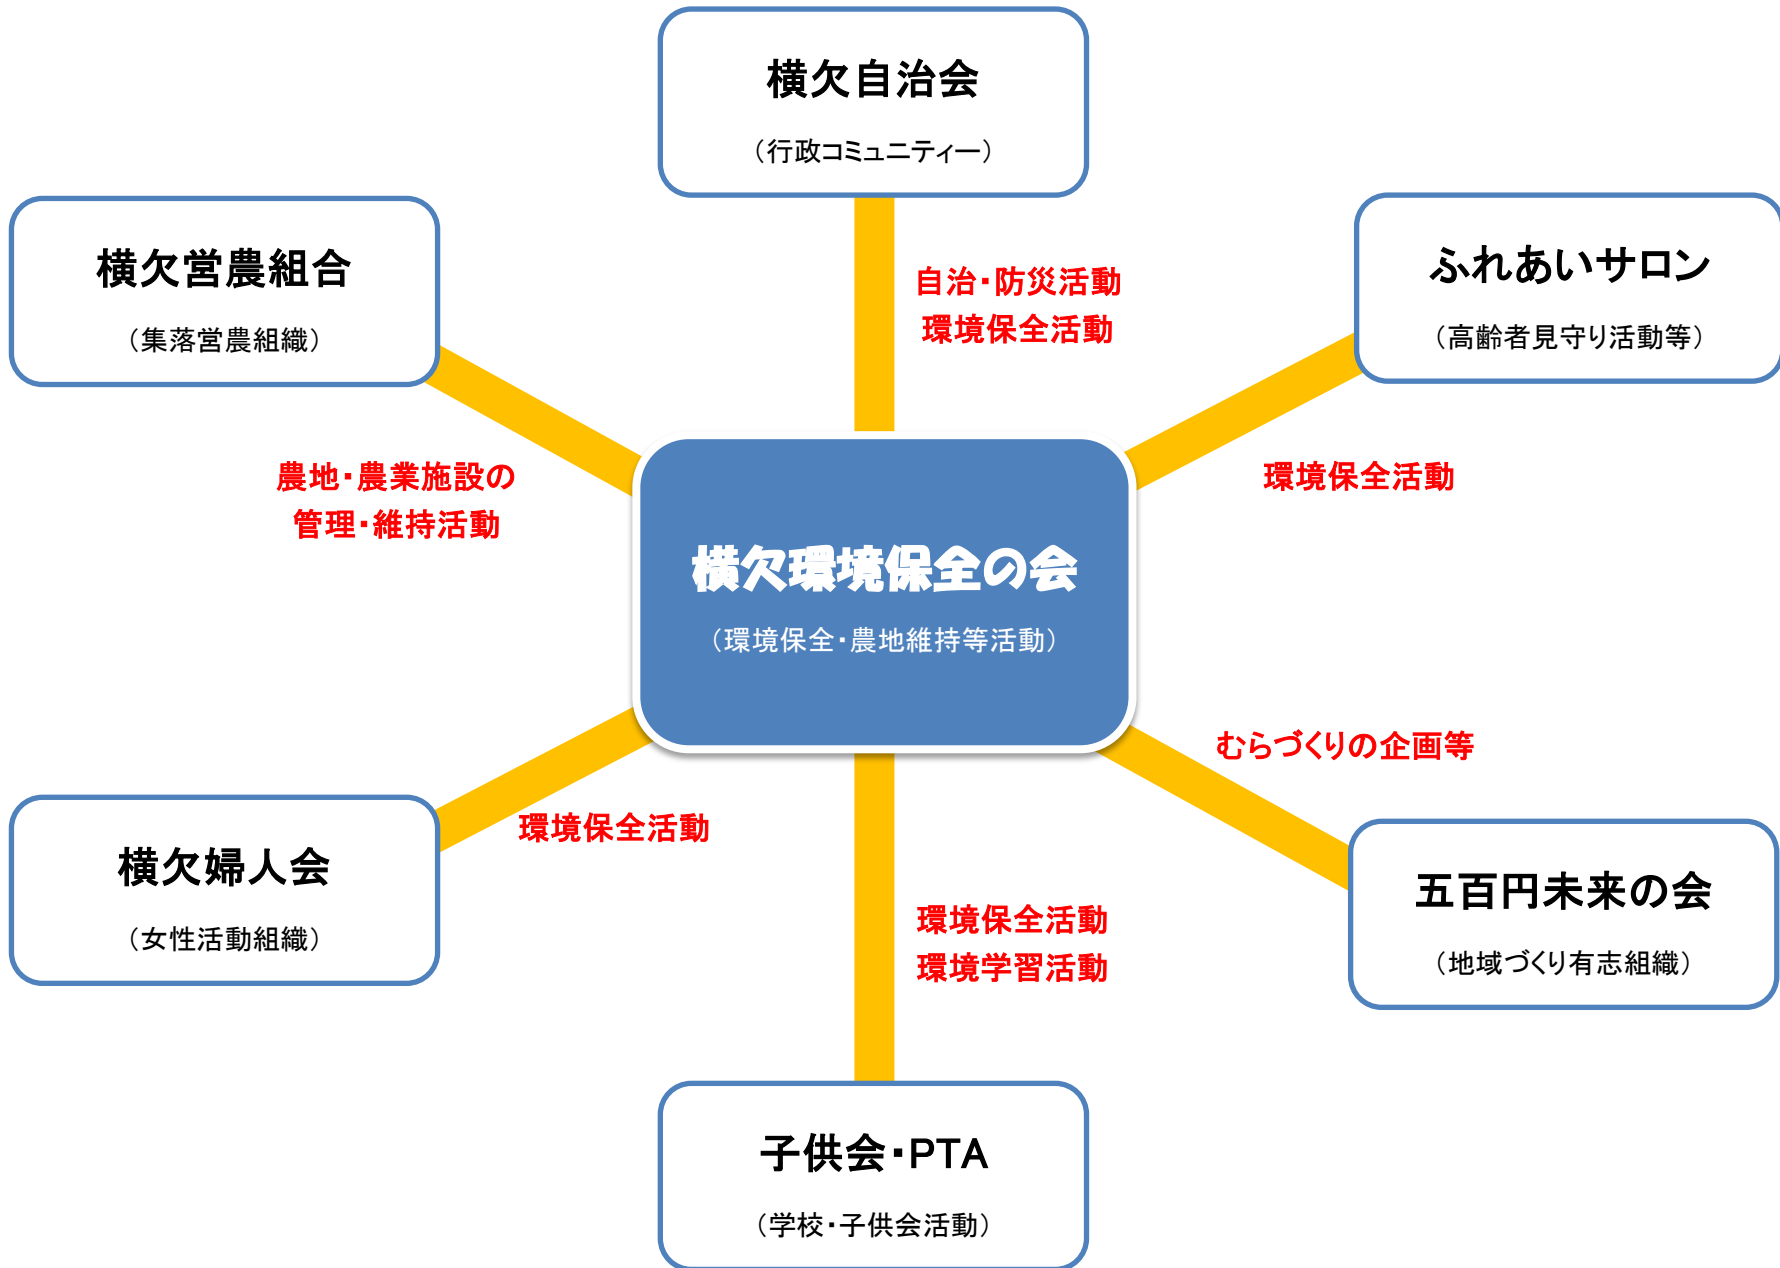 横欠自治会
（行政コミュニティー）
横欠営農組合
（集落営農組織）
ふれあいサロン
（高齢者見守り活動等）
自治・防災活動
環境保全活動
農地・農業施設の
管理・維持活動
環境保全活動
横欠環境保全の会
（環境保全・農地維持等活動）
むらづくりの企画等
環境保全活動
横欠婦人会
（女性活動組織）
五百円未来の会
（地域づくり有志組織）
環境保全活動
環境学習活動
子供会・PTA
（学校・子供会活動）